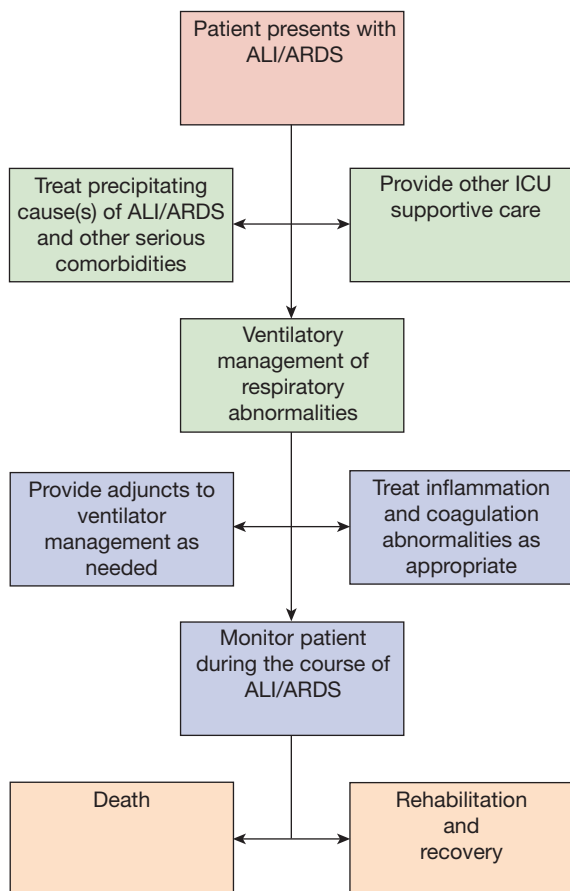 Patient presents with
ALI/ARDS
Treat precipitating
cause(s) of ALI/ARDS
and other serious
comorbidities
Provide other ICU
supportive care
Ventilatory
management of
respiratory
abnormalities
Provide adjuncts to
ventilator
management as
needed
Treat inflammation
and coagulation
abnormalities as
appropriate
Monitor patient
during the course of
ALI/ARDS
Death
Rehabilitation
and
recovery